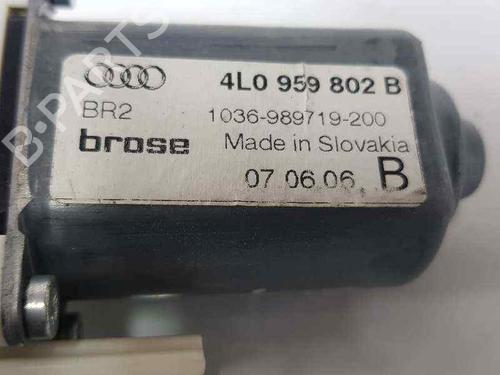 4L0 959 802 B
BR2 1036-989719-200
brose Made in Slovakia
07.06.06 B
B-PARTS